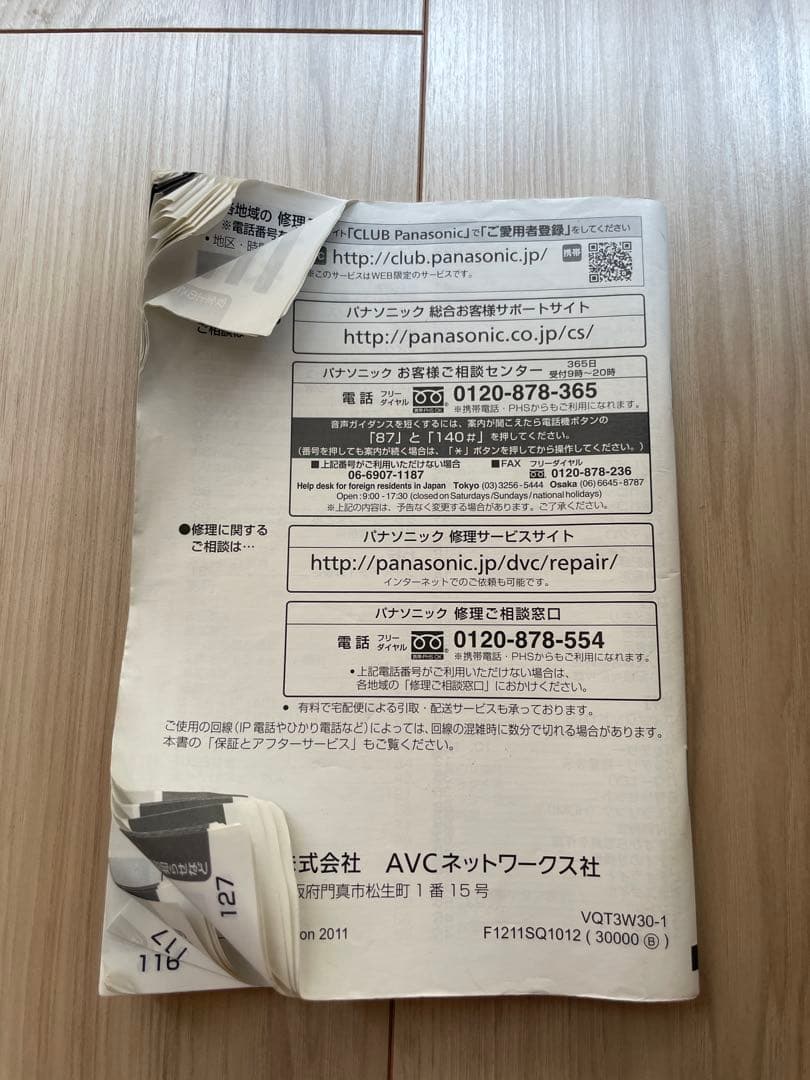 各地域の 修理
※電話番号
・地区・時
イト「CLUB Panasonic」で「ご愛用者登録」をしてください
http://club.panasonic.jp/ 携帯
※このサービスはWEB限定のサービスです。
ご相談は
パナソニック 総合お客様サポートサイト
http://panasonic.co.jp/cs/
パナソニック お客様ご相談センター 365日 受付9時～20時
電話 フリーダイヤル 0120-878-365
携帯・PHS OK ※携帯電話・PHSからもご利用になれます。
音声ガイダンスを短くするには、案内が聞こえたら電話機ボタンの
「87」と「140#」を押してください。
(番号を押しても案内が続く場合は、「*」ボタンを押してから操作してください。)
■上記番号がご利用いただけない場合 ■FAX フリーダイヤル
06-6907-1187 0120-878-236
Help desk for foreign residents in Japan Tokyo (03) 3256-5444 Osaka (06) 6645-8787
Open : 9:00 - 17:30 (closed on Saturdays /Sundays / national holidays)
※上記の内容は、予告なく変更する場合があります。ご了承ください。
●修理に関する
ご相談は…
パナソニック 修理サービスサイト
http://panasonic.jp/dvc/repair/
インターネットでのご依頼も可能です。
パナソニック 修理ご相談窓口
電話 フリーダイヤル 0120-878-554
携帯・PHS OK ※携帯電話・PHSからもご利用になれます。
•上記電話番号がご利用いただけない場合は、
各地域の「修理ご相談窓口」におかけください。
• 有料で宅配便による引取・配送サービスも承っております。
ご使用の回線(IP電話やひかり電話など)によっては、回線の混雑時に数分で切れる場合があります。
本書の「保証とアフターサービス」もご覧ください。
式会社 AVCネットワークス社
阪府門真市松生町1番15号
on 2011
VQT3W30-1
F1211SQ1012 ( 30000 Ⓑ )
127
117
116